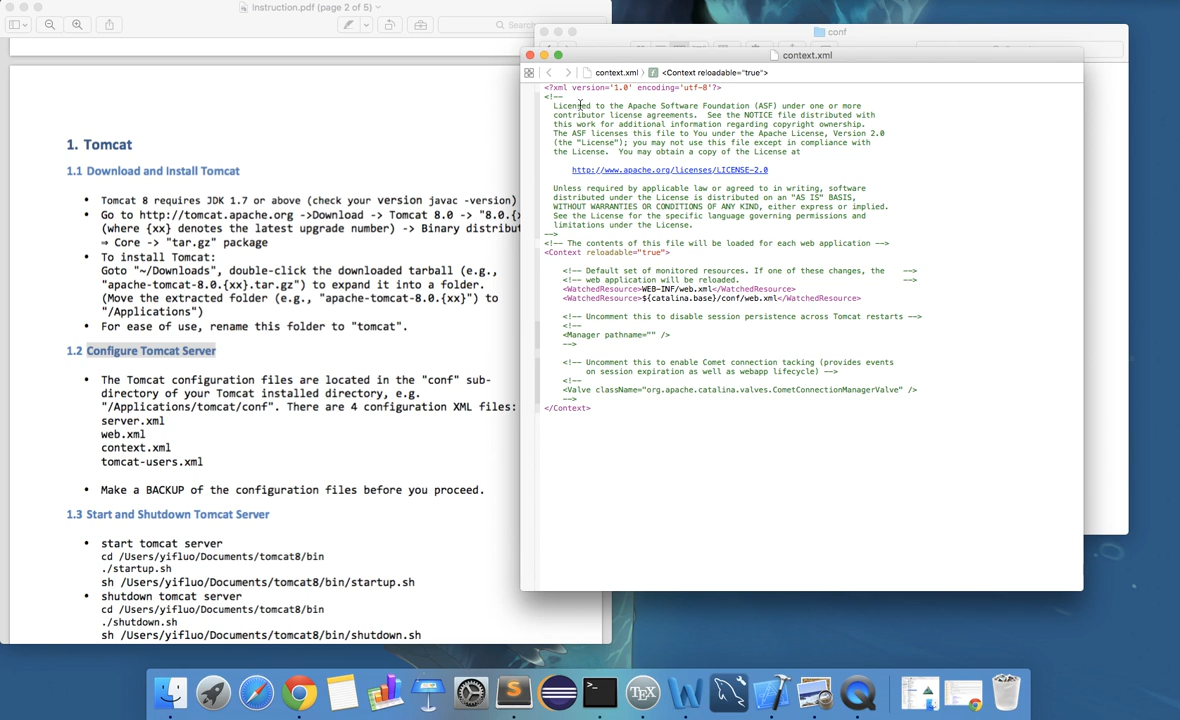 Instruction.pdf (page 2 of 5)
Search
1. Tomcat
1.1 Download and Install Tomcat
• Tomcat 8 requires JDK 1.7 or above (check your version javac -version)
• Go to http://tomcat.apache.org ->Download -> Tomcat 8.0 -> "8.0.{x
(where {xx} denotes the latest upgrade number) -> Binary distribut
⇒ Core -> "tar.gz" package
• To install Tomcat:
Goto "~/Downloads", double-click the downloaded tarball (e.g.,
"apache-tomcat-8.0.{xx}.tar.gz") to expand it into a folder.
(Move the extracted folder (e.g., "apache-tomcat-8.0.{xx}") to
"/Applications")
• For ease of use, rename this folder to "tomcat".
1.2 Configure Tomcat Server
• The Tomcat configuration files are located in the "conf" sub-
directory of your Tomcat installed directory, e.g.
"/Applications/tomcat/conf". There are 4 configuration XML files:
server.xml
web.xml
context.xml
tomcat-users.xml
• Make a BACKUP of the configuration files before you proceed.
1.3 Start and Shutdown Tomcat Server
• start tomcat server
cd /Users/yifluo/Documents/tomcat8/bin
./startup.sh
sh /Users/yifluo/Documents/tomcat8/bin/startup.sh
• shutdown tomcat server
cd /Users/yifluo/Documents/tomcat8/bin
./shutdown.sh
sh /Users/yifluo/Documents/tomcat8/bin/shutdown.sh
conf
context.xml
context.xml 〉 <Context reloadable="true">
<?xml version='1.0' encoding='utf-8'?>
<!--
Licensed to the Apache Software Foundation (ASF) under one or more
contributor license agreements.  See the NOTICE file distributed with
this work for additional information regarding copyright ownership.
The ASF licenses this file to You under the Apache License, Version 2.0
(the "License"); you may not use this file except in compliance with
the License.  You may obtain a copy of the License at
http://www.apache.org/licenses/LICENSE-2.0
Unless required by applicable law or agreed to in writing, software
distributed under the License is distributed on an "AS IS" BASIS,
WITHOUT WARRANTIES OR CONDITIONS OF ANY KIND, either express or implied.
See the License for the specific language governing permissions and
limitations under the License.
-->
<!-- The contents of this file will be loaded for each web application -->
<Context reloadable="true">
<!-- Default set of monitored resources. If one of these changes, the -->
<!-- web application will be reloaded. -->
<WatchedResource>WEB-INF/web.xml</WatchedResource>
<WatchedResource>${catalina.base}/conf/web.xml</WatchedResource>
<!-- Uncomment this to disable session persistence across Tomcat restarts -->
<!--
<Manager pathname="" />
-->
<!-- Uncomment this to enable Comet connection tacking (provides events
on session expiration as well as webapp lifecycle) -->
<!--
<Valve className="org.apache.catalina.valves.CometConnectionManagerValve" />
-->
</Context>
>_
TeX